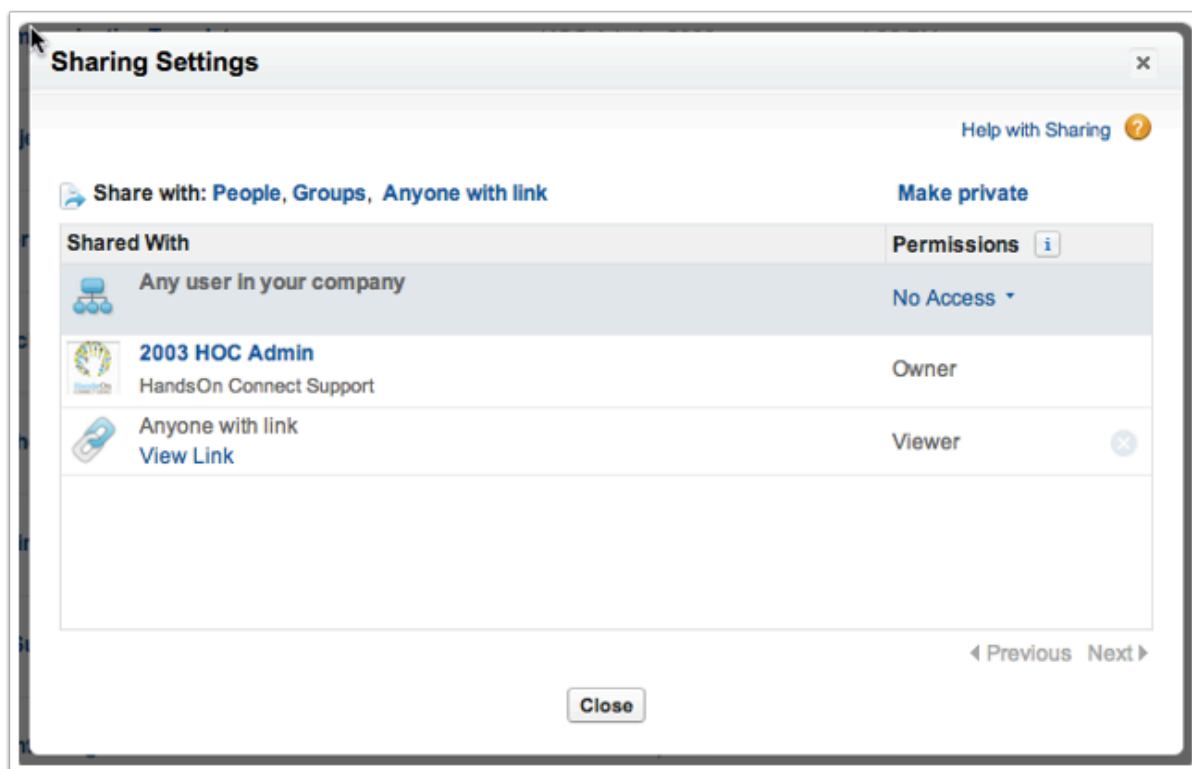 Sharing Settings
Help with Sharing ?
Share with: People, Groups, Anyone with link
Make private
Shared With
Permissions i
Any user in your company
No Access
2003 HOC Admin
HandsOn Connect Support
Owner
Anyone with link
View Link
Viewer
Previous Next
Close